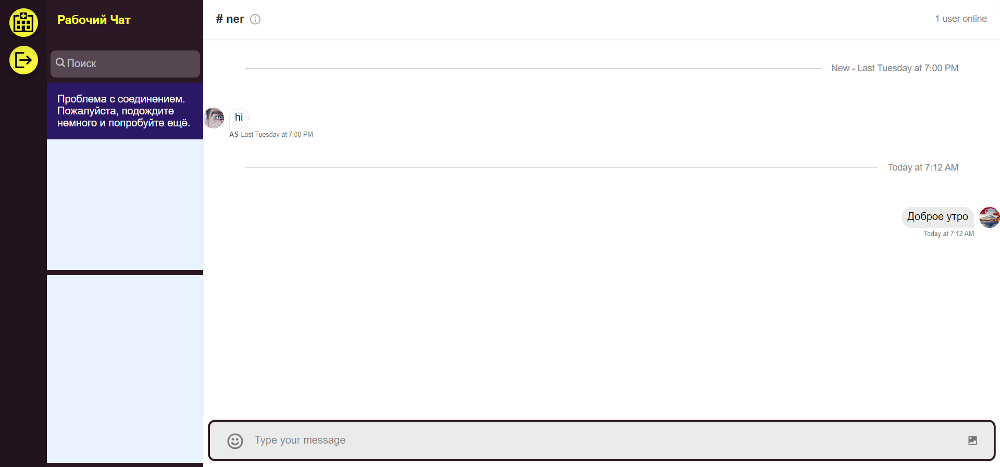 Рабочий Чат
Поиск
Проблема с соединением.
Пожалуйста, подождите
немного и попробуйте ещё.
# ner
1 user online
New - Last Tuesday at 7:00 PM
hi
AS Last Tuesday at 7:00 PM
Today at 7:12 AM
Доброе утро
Today at 7:12 AM
Type your message